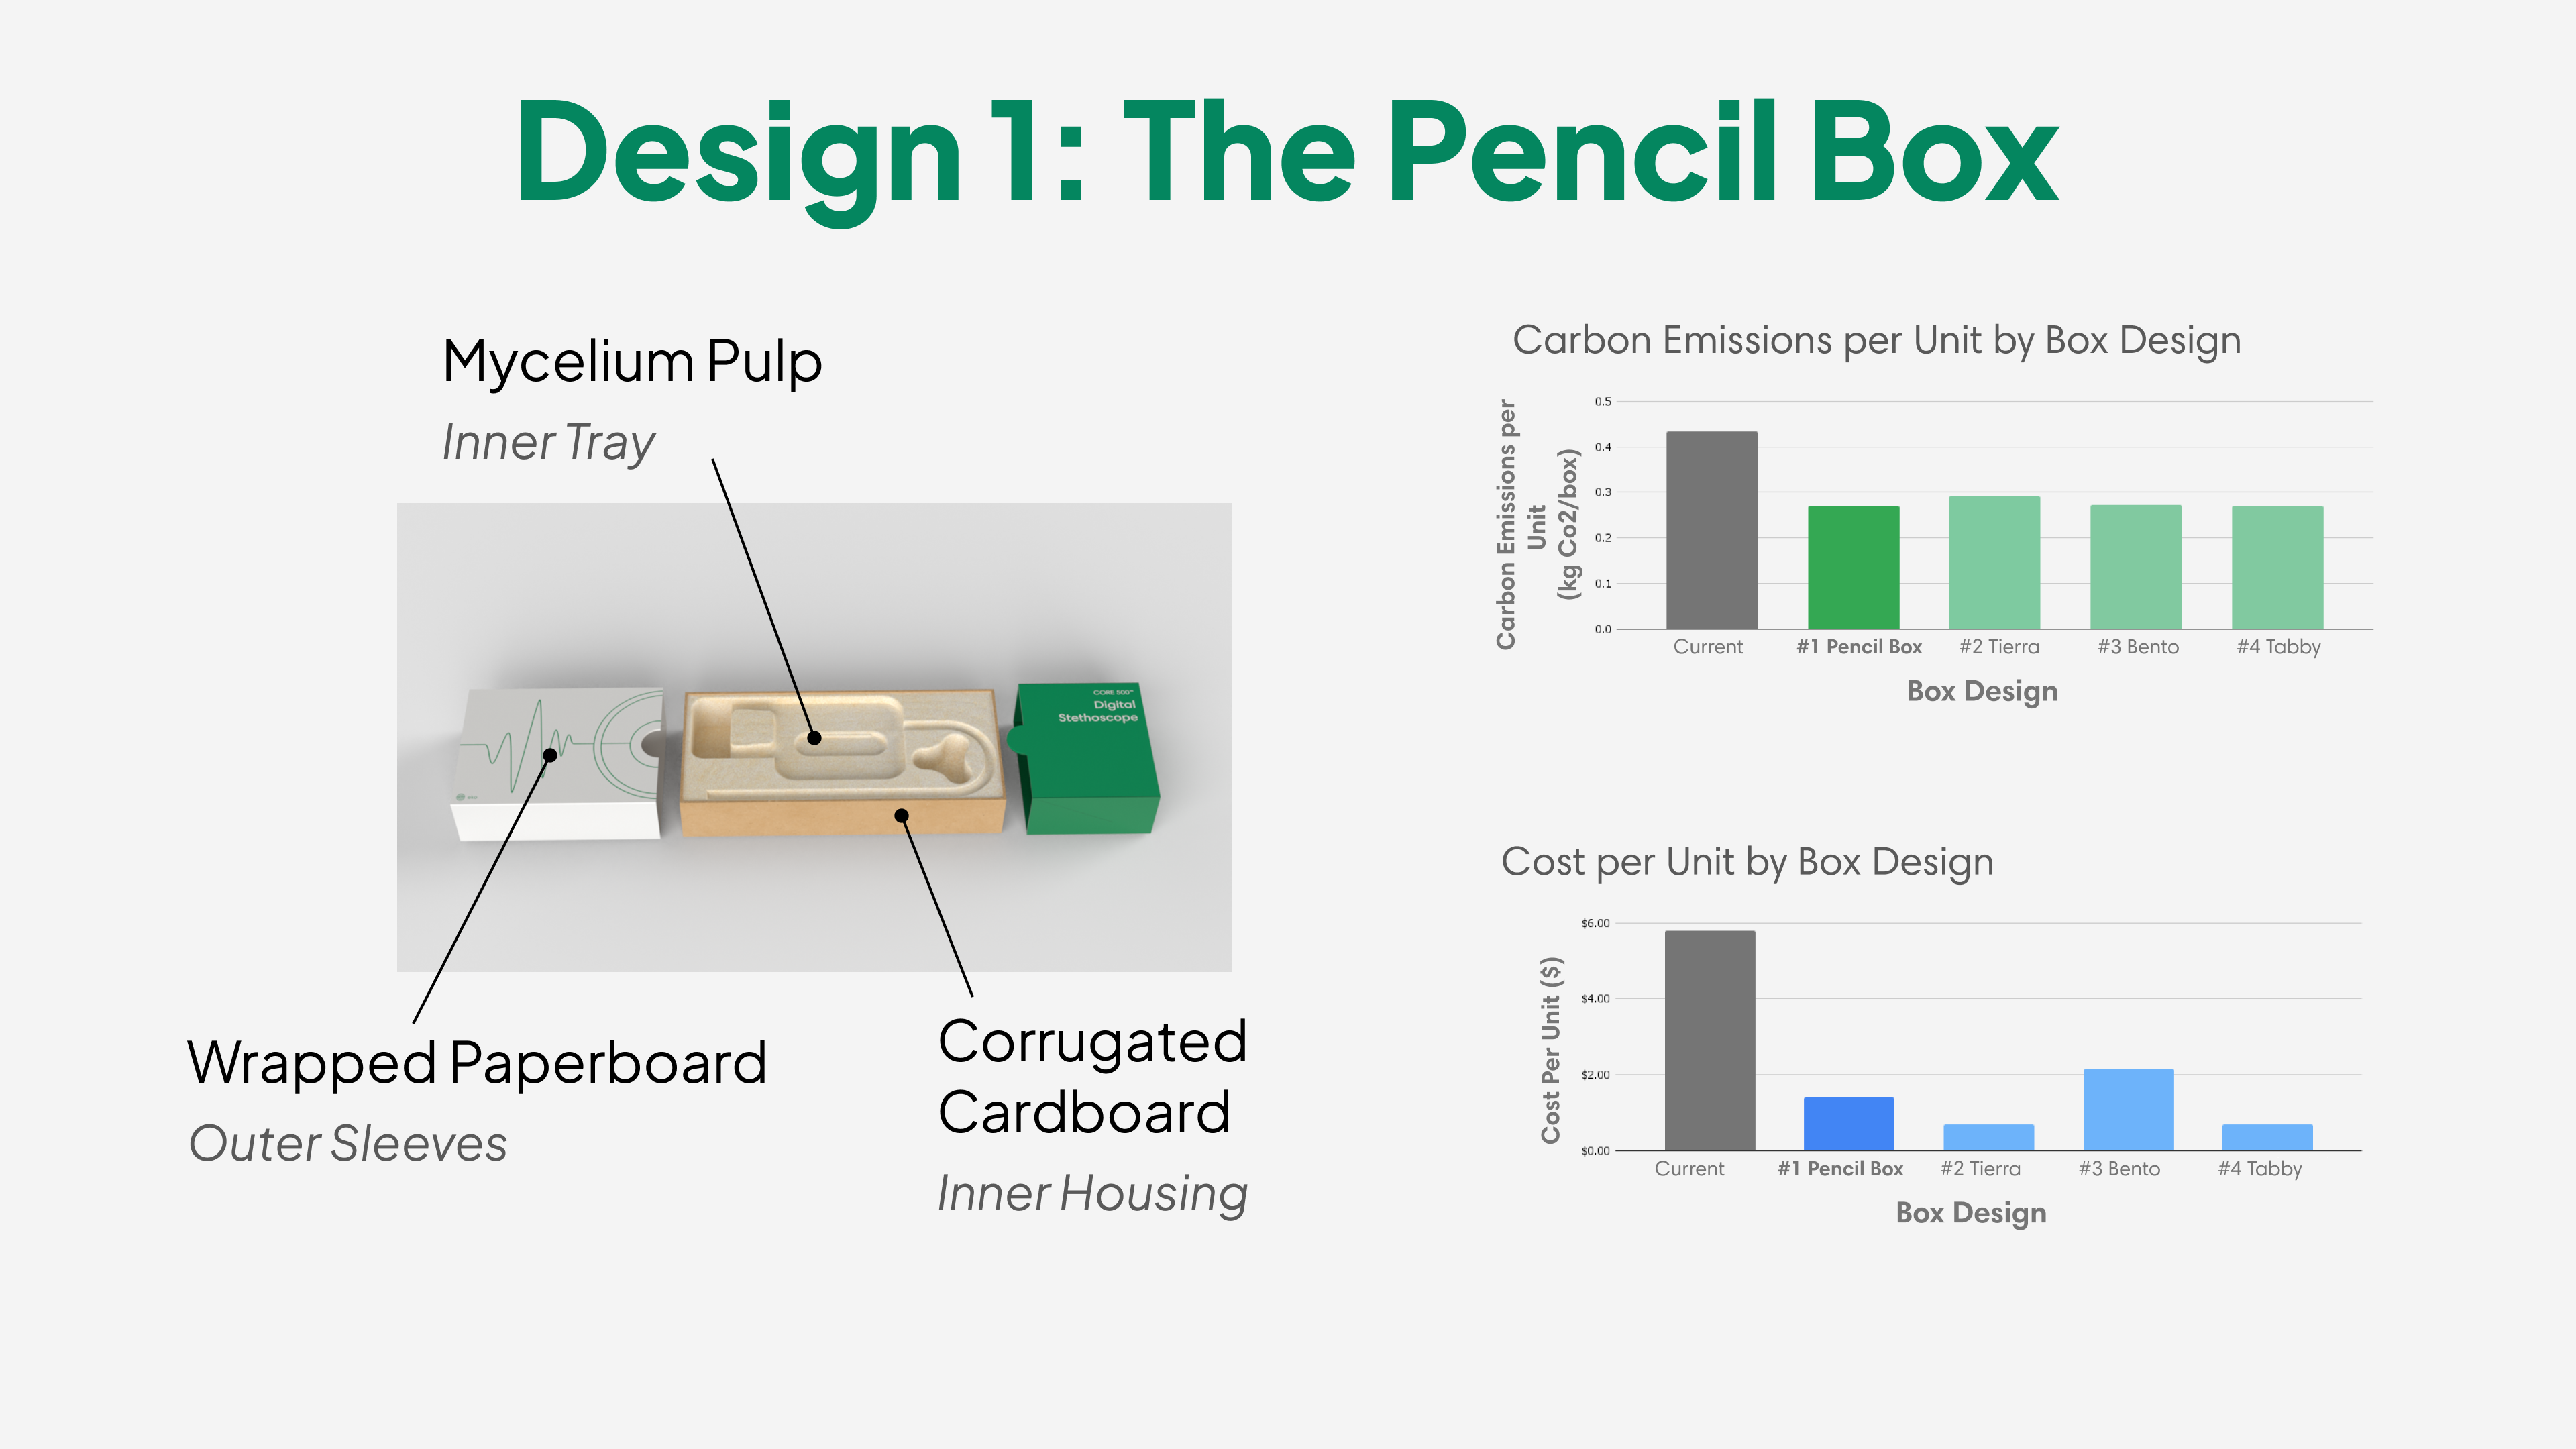 Design 1: The Pencil Box
Mycelium Pulp
Inner Tray
CORE 500™
Digital
Stethoscope
Wrapped Paperboard
Outer Sleeves
Corrugated
Cardboard
Inner Housing
Carbon Emissions per Unit by Box Design
Carbon Emissions per
Unit
(kg Co2/box)
0.5
0.4
0.3
0.2
0.1
0.0
Current
#1 Pencil Box
#2 Tierra
#3 Bento
#4 Tabby
Box Design
Cost per Unit by Box Design
Cost Per Unit ($)
$6.00
$4.00
$2.00
$0.00
Current
#1 Pencil Box
#2 Tierra
#3 Bento
#4 Tabby
Box Design